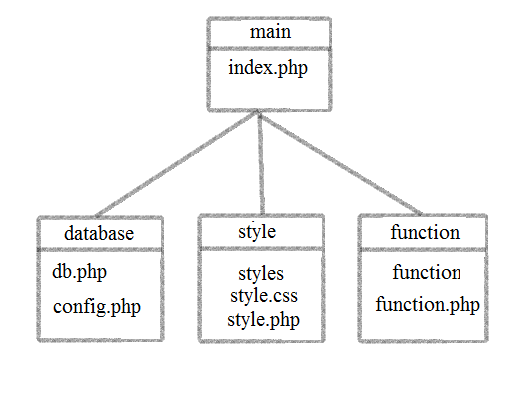 main
index.php
database
db.php
config.php
style
styles
style.css
style.php
function
function
function.php